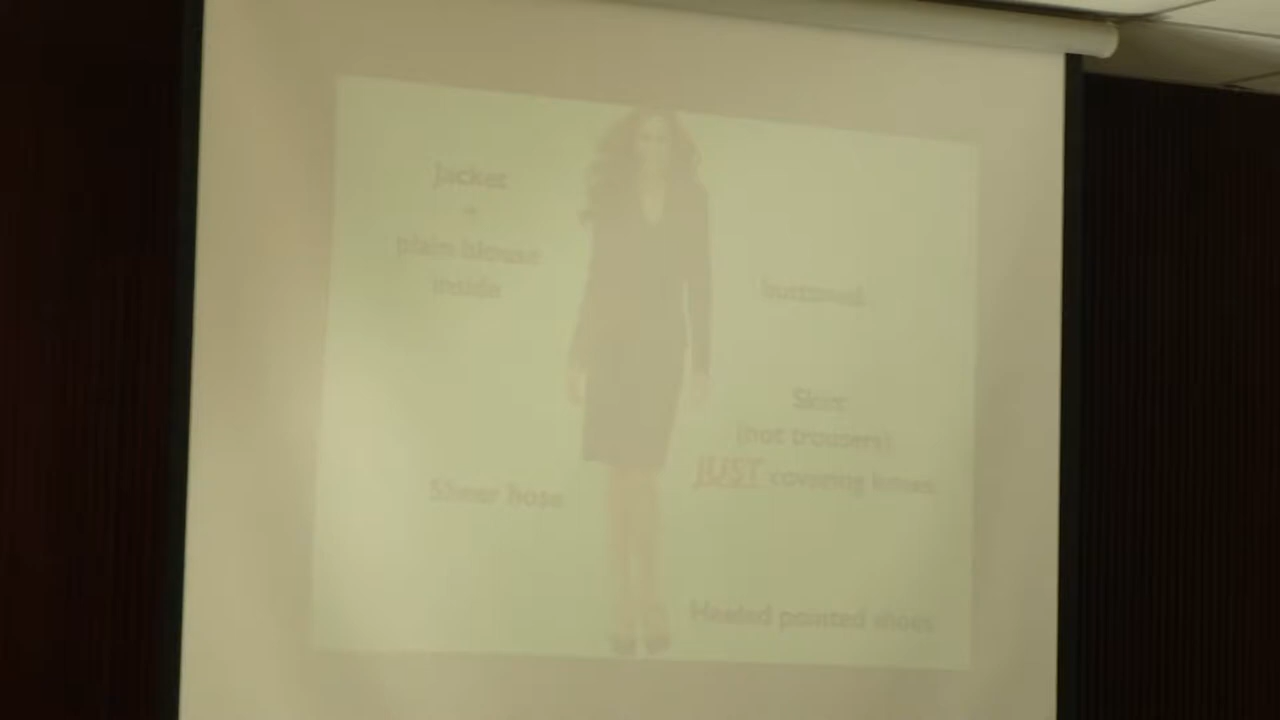 Jacket
+
plain blouse
inside
buttoned
Skirt
(not trousers)
JUST covering knees
Sheer hose
Heeled pointed shoes